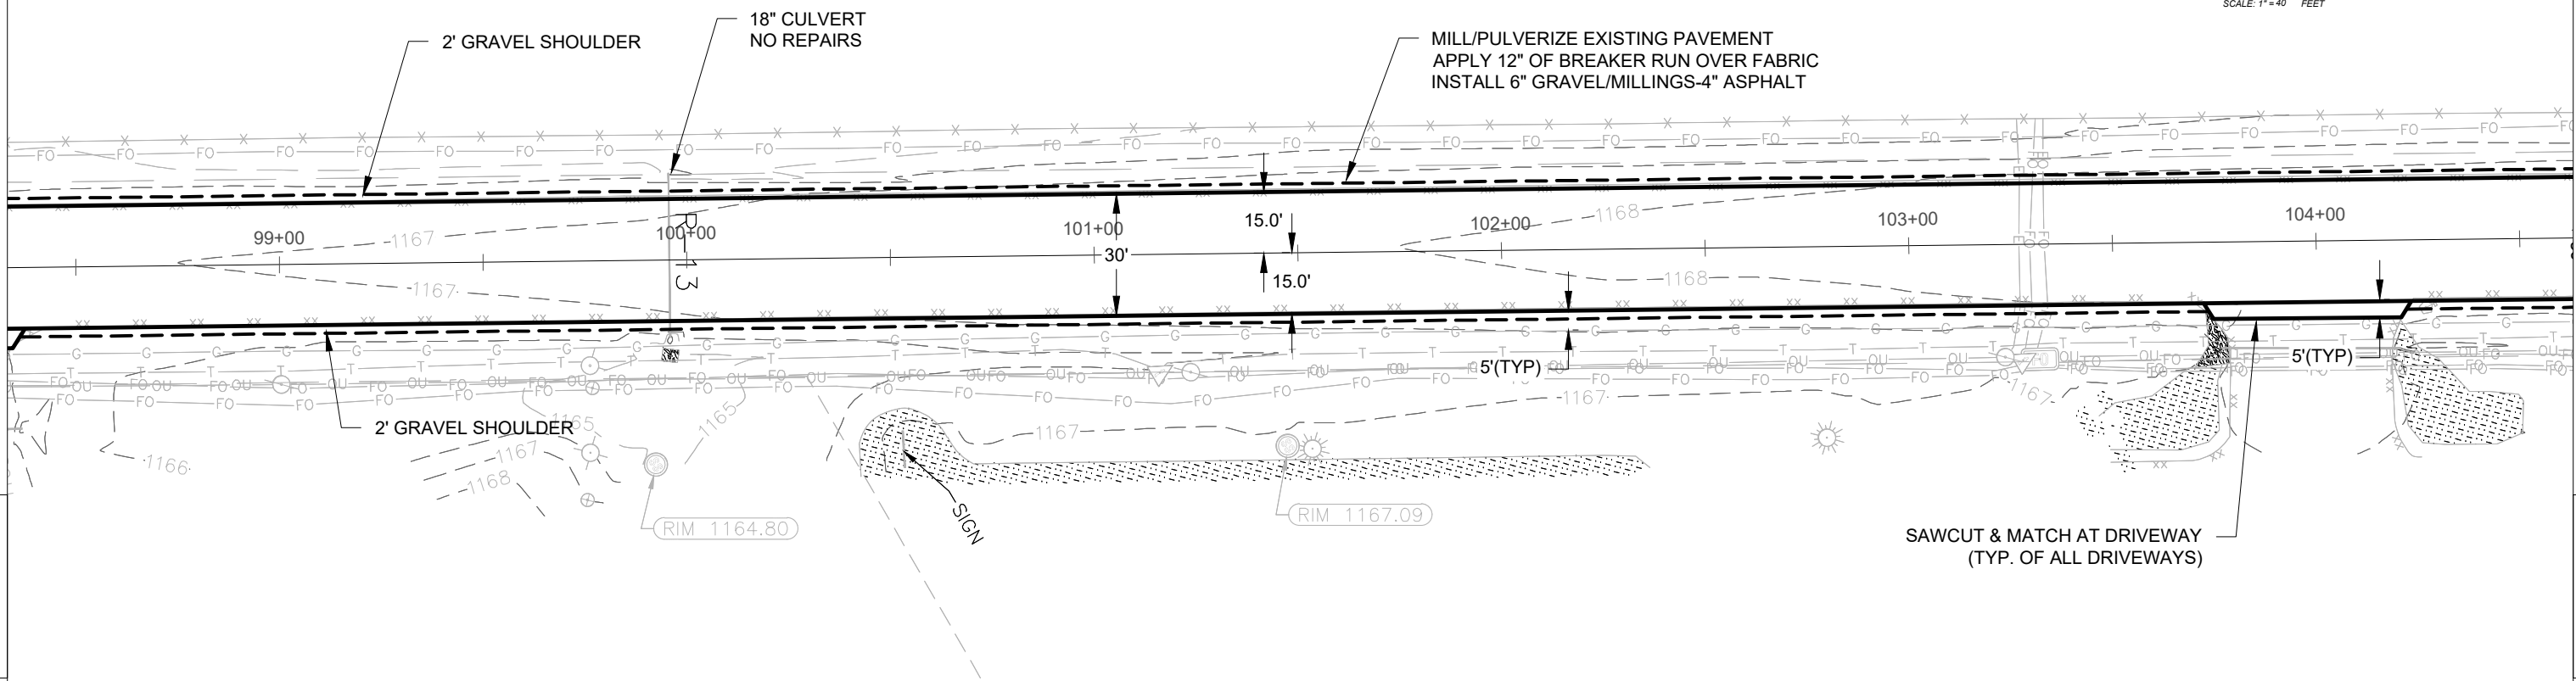 SCALE: 1" = 40 FEET
18" CULVERT
NO REPAIRS
2' GRAVEL SHOULDER
MILL/PULVERIZE EXISTING PAVEMENT
APPLY 12" OF BREAKER RUN OVER FABRIC
INSTALL 6" GRAVEL/MILLINGS-4" ASPHALT
99+00
100+00
101+00
102+00
103+00
104+00
R-13
1167
1167
1168
1168
15.0'
30'
15.0'
5'(TYP)
5'(TYP)
2' GRAVEL SHOULDER
1165
1165
1166
1167
1168
1167
1167
1167
RIM 1164.80
SIGN
RIM 1167.09
SAWCUT & MATCH AT DRIVEWAY
(TYP. OF ALL DRIVEWAYS)